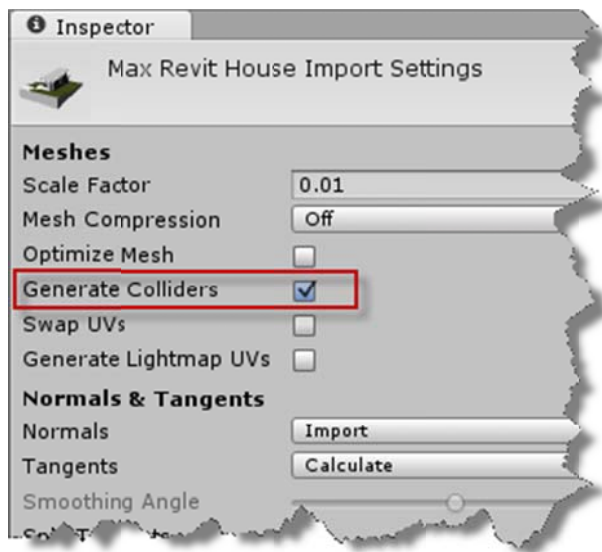 Inspector
Max Revit House Import Settings
Meshes
Scale Factor 0.01
Mesh Compression Off
Optimize Mesh
Generate Colliders
Swap UVs
Generate Lightmap UVs
Normals & Tangents
Normals Import
Tangents Calculate
Smoothing Angle